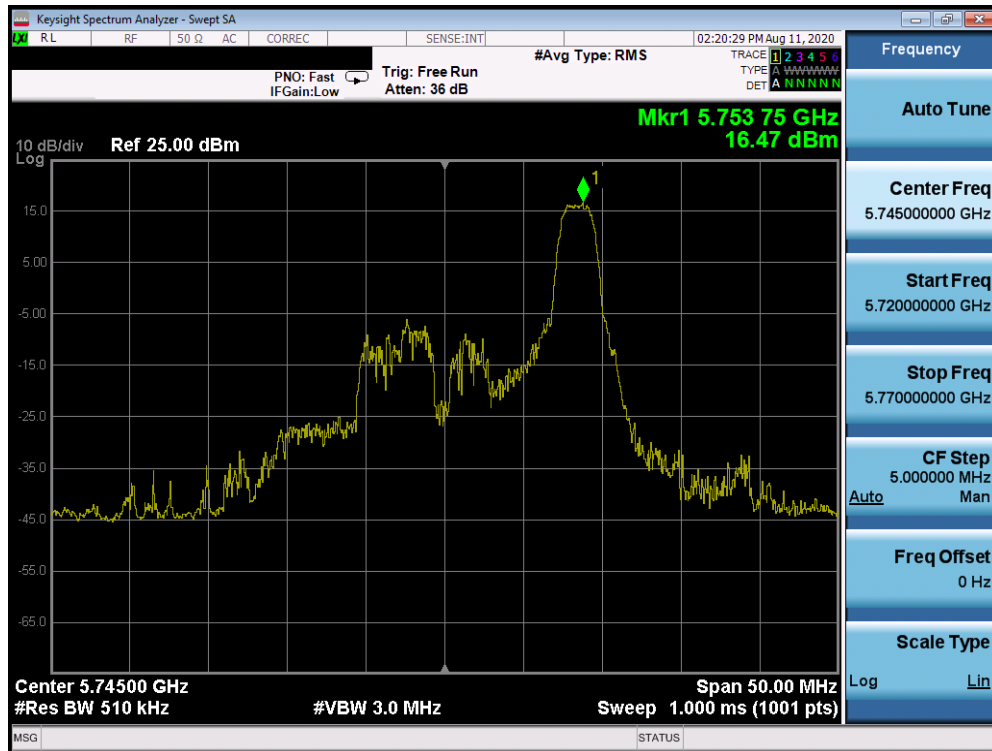 Keysight Spectrum Analyzer - Swept SA
LXI RL RF 50 Ω AC CORREC SENSE:INT 02:20:29 PM Aug 11, 2020
PNO: Fast
IFGain:Low
Trig: Free Run
Atten: 36 dB
#Avg Type: RMS
TRACE 1 2 3 4 5 6
TYPE A WWWWW
DET A N N N N N
Mkr1 5.753 75 GHz
16.47 dBm
10 dB/div
Log
Ref 25.00 dBm
1
15.0
5.00
-5.00
-15.0
-25.0
-35.0
-45.0
-55.0
-65.0
Center 5.74500 GHz
Span 50.00 MHz
#Res BW 510 kHz
#VBW 3.0 MHz
Sweep 1.000 ms (1001 pts)
MSG
STATUS
Frequency
Auto Tune
Center Freq
5.745000000 GHz
Start Freq
5.720000000 GHz
Stop Freq
5.770000000 GHz
CF Step
5.000000 MHz
Auto Man
Freq Offset
0 Hz
Scale Type
Log Lin